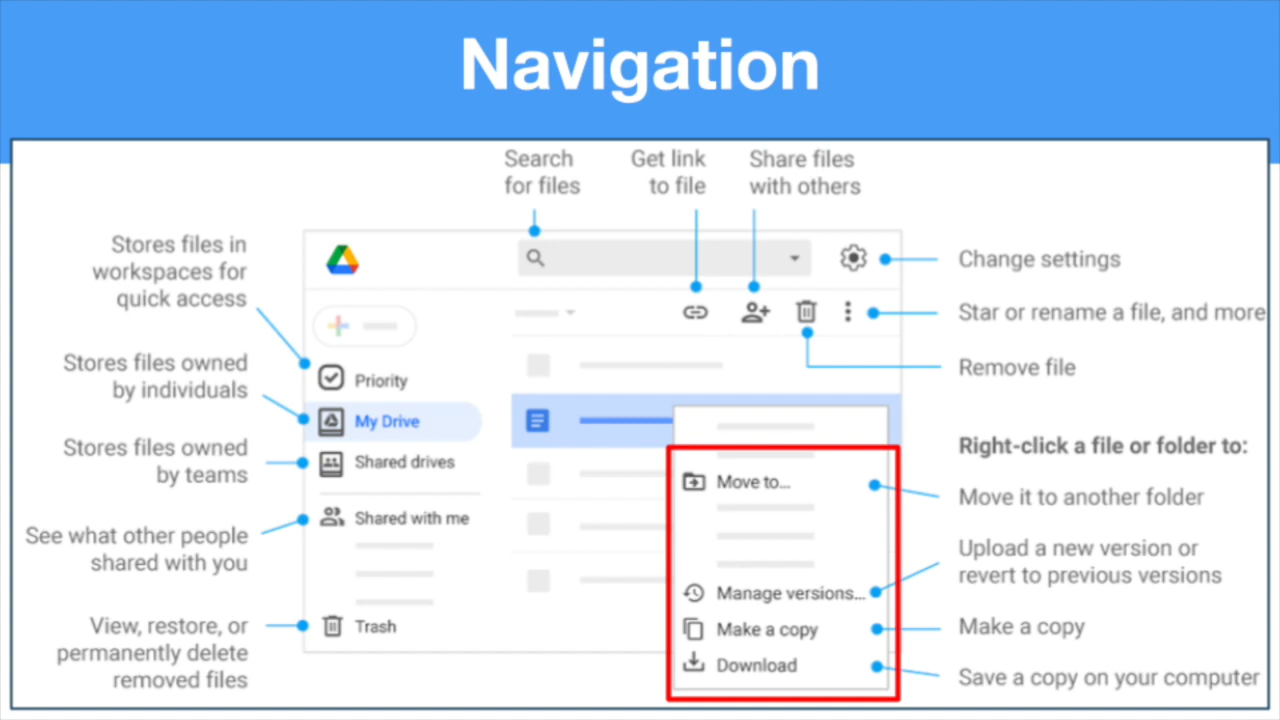 Navigation
Search
for files
Get link
to file
Share files
with others
Stores files in
workspaces for
quick access
Stores files owned
by individuals
Stores files owned
by teams
See what other people
shared with you
View, restore, or
permanently delete
removed files
Priority
My Drive
Shared drives
Shared with me
Trash
Move to...
Manage versions...
Make a copy
Download
Change settings
Star or rename a file, and more
Remove file
Right-click a file or folder to:
Move it to another folder
Upload a new version or
revert to previous versions
Make a copy
Save a copy on your computer